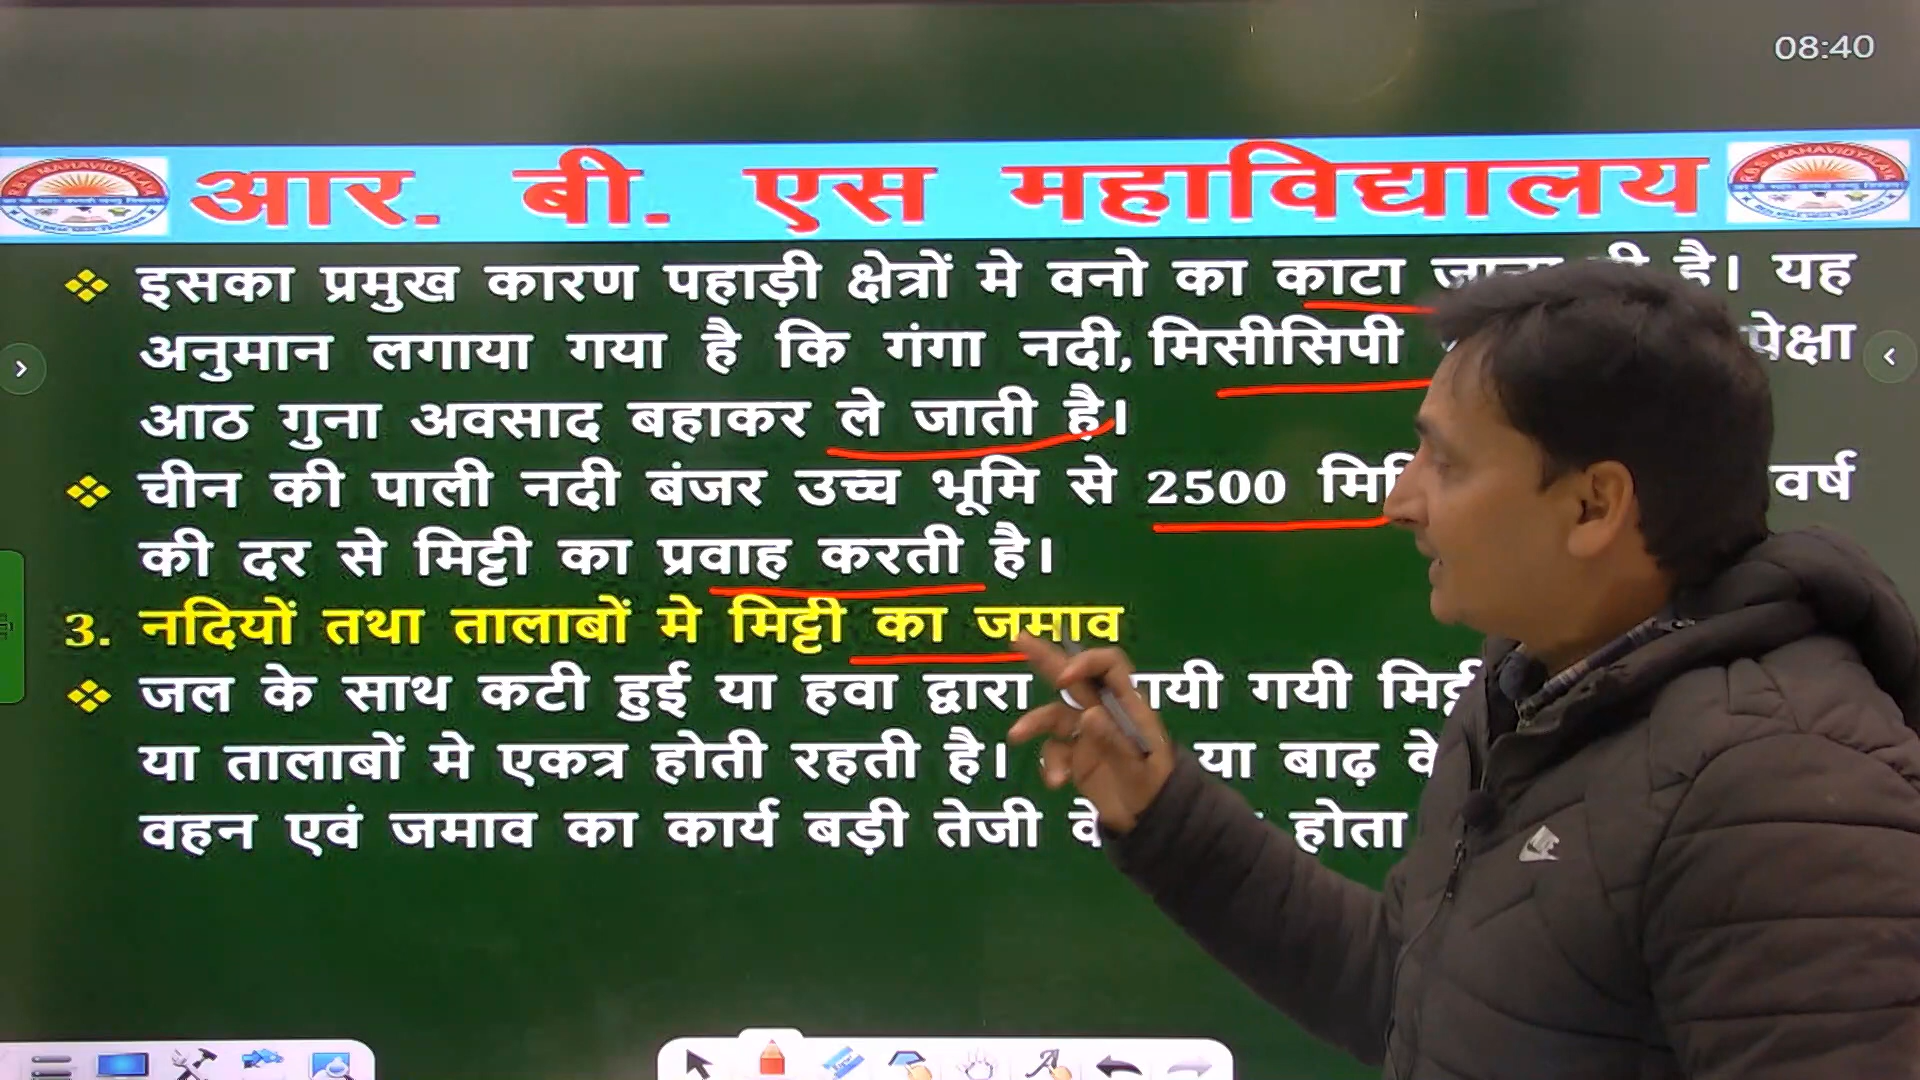 08:40
आर. बी. एस महाविद्यालय
इसका प्रमुख कारण पहाड़ी क्षेत्रों मे वनो का काटा है। यह
अनुमान लगाया गया है कि गंगा नदी, मिसीसिपी
आठ गुना अवसाद बहाकर ले जाती है।
चीन की पाली नदी बंजर उच्च भूमि से 2500 वर्ष
की दर से मिट्टी का प्रवाह करती है।
3. नदियों तथा तालाबों मे मिट्टी का जमाव
जल के साथ कटी हुई या हवा द्वारा गयी
या तालाबों मे एकत्र होती रहती है। या बाढ़
वहन एवं जमाव का कार्य बड़ी तेजी होता